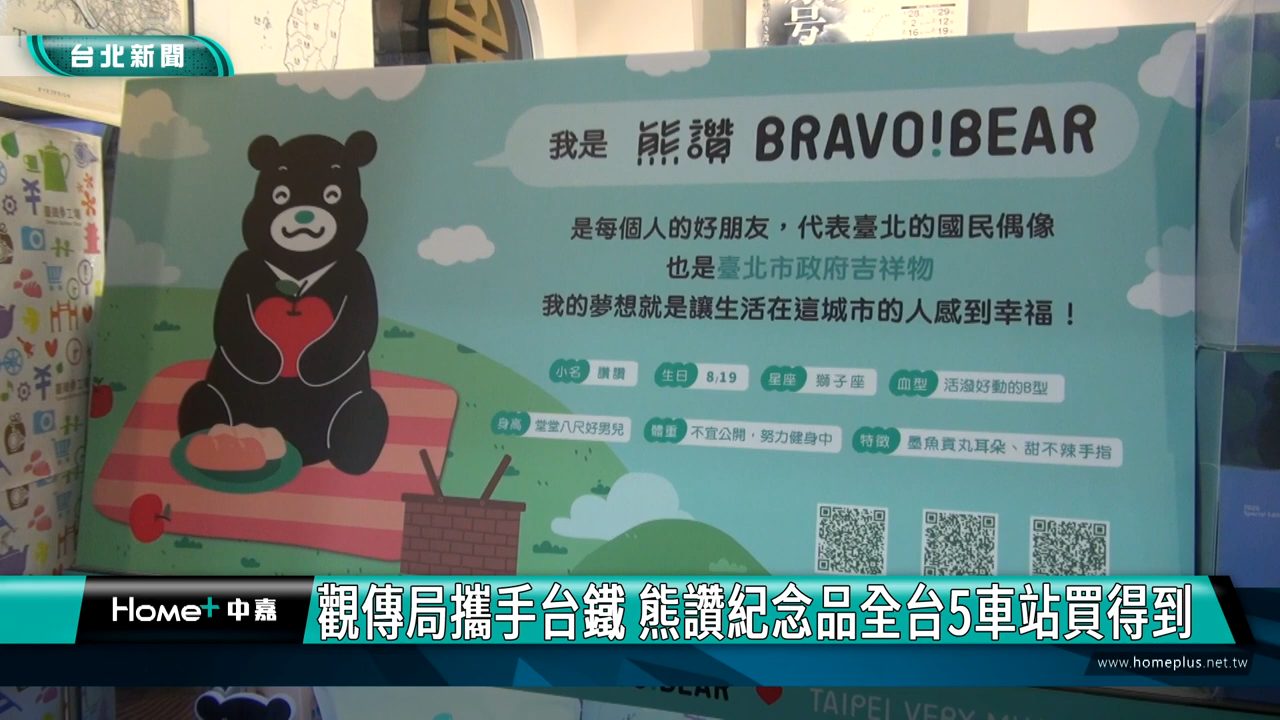 台北新聞
号
28 29
我是 熊讚 BRAVO!BEAR
是每個人的好朋友，代表臺北的國民偶像
也是臺北市政府吉祥物
我的夢想就是讓生活在這城市的人感到幸福！
小名 讚讚 生日 8/19 星座 獅子座 血型 活潑好動的B型
身高 堂堂八尺好男兒 體重 不宜公開，努力健身中 特徵 墨魚貢丸耳朵、甜不辣手指
Home+中嘉
觀傳局攜手台鐵 熊讚紀念品全台5車站買得到
www.homeplus.net.tw
BEAR
TAIPEI VERY